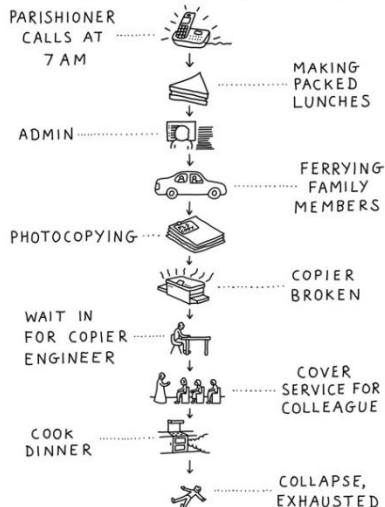 PARISHIONER
CALLS AT
7 AM
MAKING
PACKED
LUNCHES
ADMIN
FERRYING
FAMILY
MEMBERS
PHOTOCOPYING
COPIER
BROKEN
WAIT IN
FOR COPIER
ENGINEER
COVER
SERVICE FOR
COLLEAGUE
COOK
DINNER
COLLAPSE,
EXHAUSTED